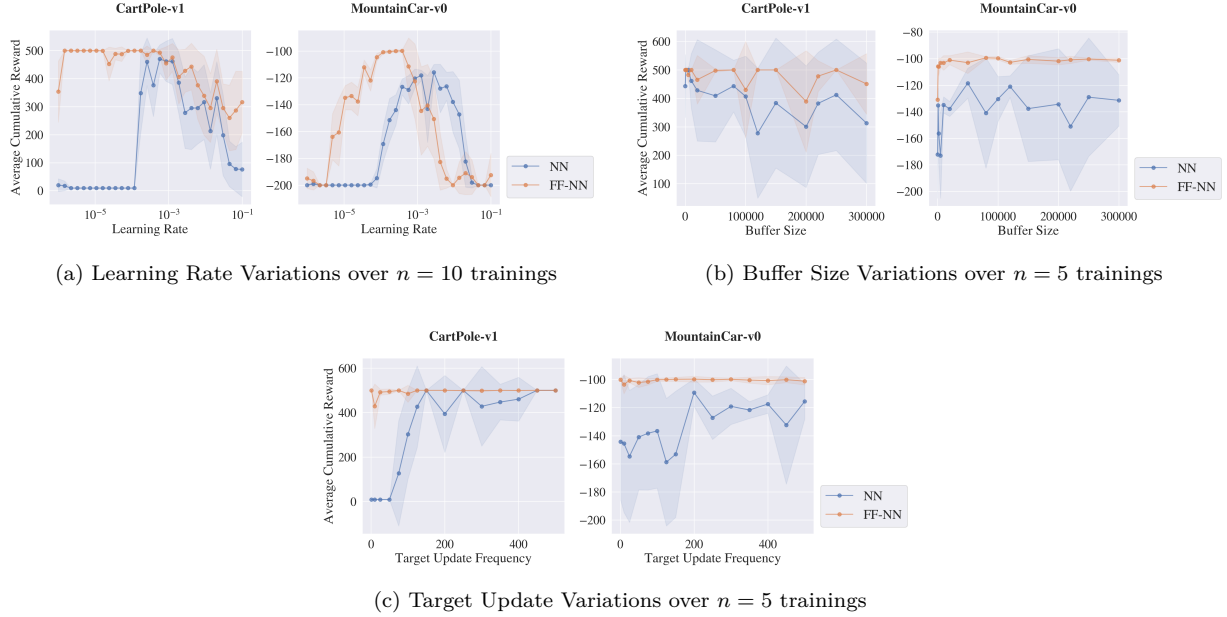 CartPole-v1
MountainCar-v0
500
400
300
200
100
0
Average Cumulative Reward
10⁻⁵
10⁻³
10⁻¹
Learning Rate
−100
−120
−140
−160
−180
−200
10⁻⁵
10⁻³
10⁻¹
Learning Rate
NN
FF-NN
(a) Learning Rate Variations over n = 10 trainings
CartPole-v1
MountainCar-v0
600
500
400
300
200
100
Average Cumulative Reward
0
100000
200000
300000
Buffer Size
−80
−100
−120
−140
−160
−180
−200
0
100000
200000
300000
Buffer Size
NN
FF-NN
(b) Buffer Size Variations over n = 5 trainings
CartPole-v1
MountainCar-v0
600
400
200
0
Average Cumulative Reward
0
200
400
Target Update Frequency
−100
−120
−140
−160
−180
−200
0
200
400
Target Update Frequency
NN
FF-NN
(c) Target Update Variations over n = 5 trainings